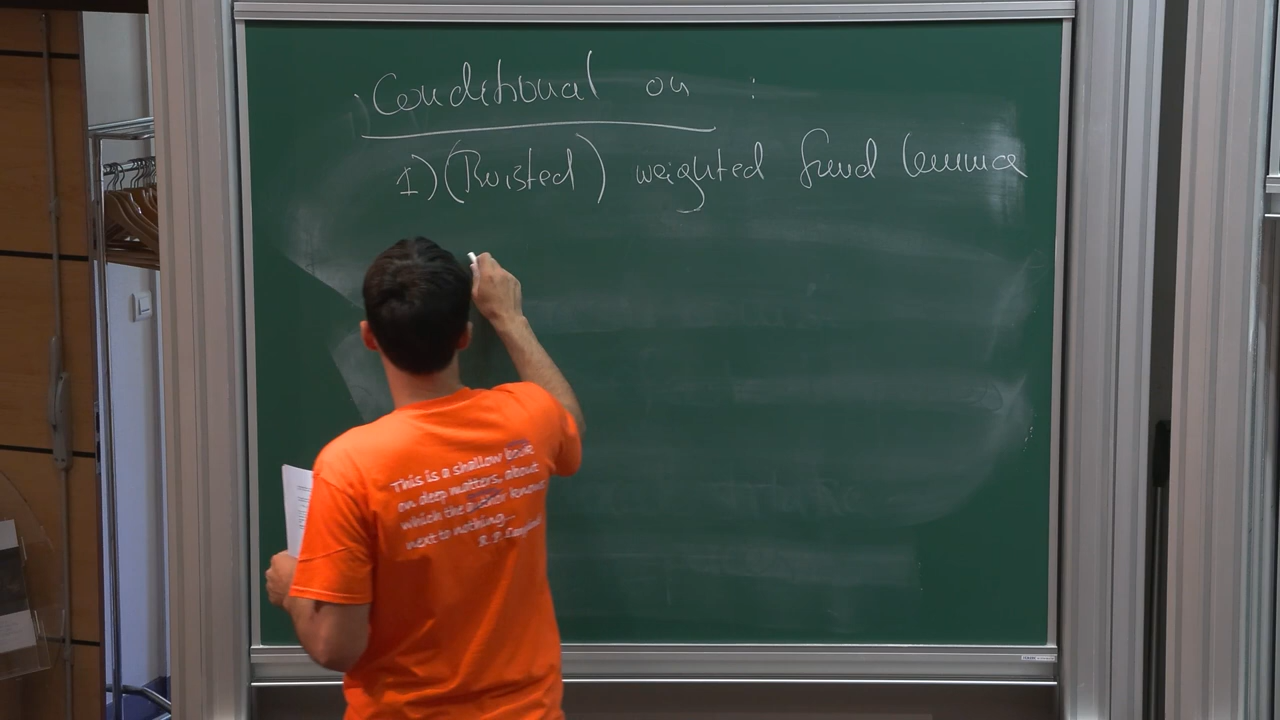 Conditional on :
1) (Twisted) weighted fund lemma
This is a shallow book
on deep matters, about
which the author knows
next to nothing...
R. P. Langlands